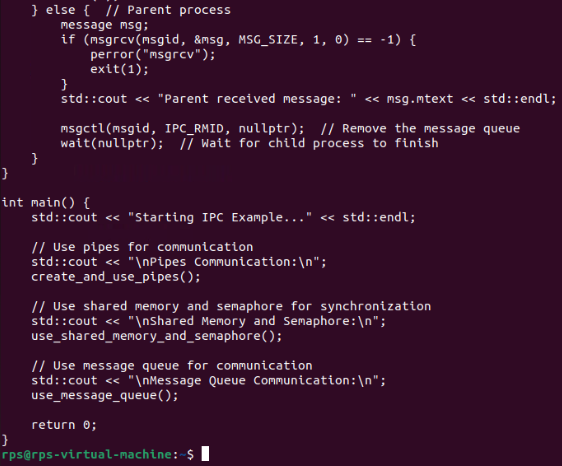 } else {  // Parent process
        message msg;
        if (msgrcv(msgid, &msg, MSG_SIZE, 1, 0) == -1) {
            perror("msgrcv");
            exit(1);
        }
        std::cout << "Parent received message: " << msg.mtext << std::endl;

        msgctl(msgid, IPC_RMID, nullptr);  // Remove the message queue
        wait(nullptr);  // Wait for child process to finish
    }
}

int main() {
    std::cout << "Starting IPC Example..." << std::endl;

    // Use pipes for communication
    std::cout << "\nPipes Communication:\n";
    create_and_use_pipes();

    // Use shared memory and semaphore for synchronization
    std::cout << "\nShared Memory and Semaphore:\n";
    use_shared_memory_and_semaphore();

    // Use message queue for communication
    std::cout << "\nMessage Queue Communication:\n";
    use_message_queue();

    return 0;
}
rps@rps-virtual-machine:~$